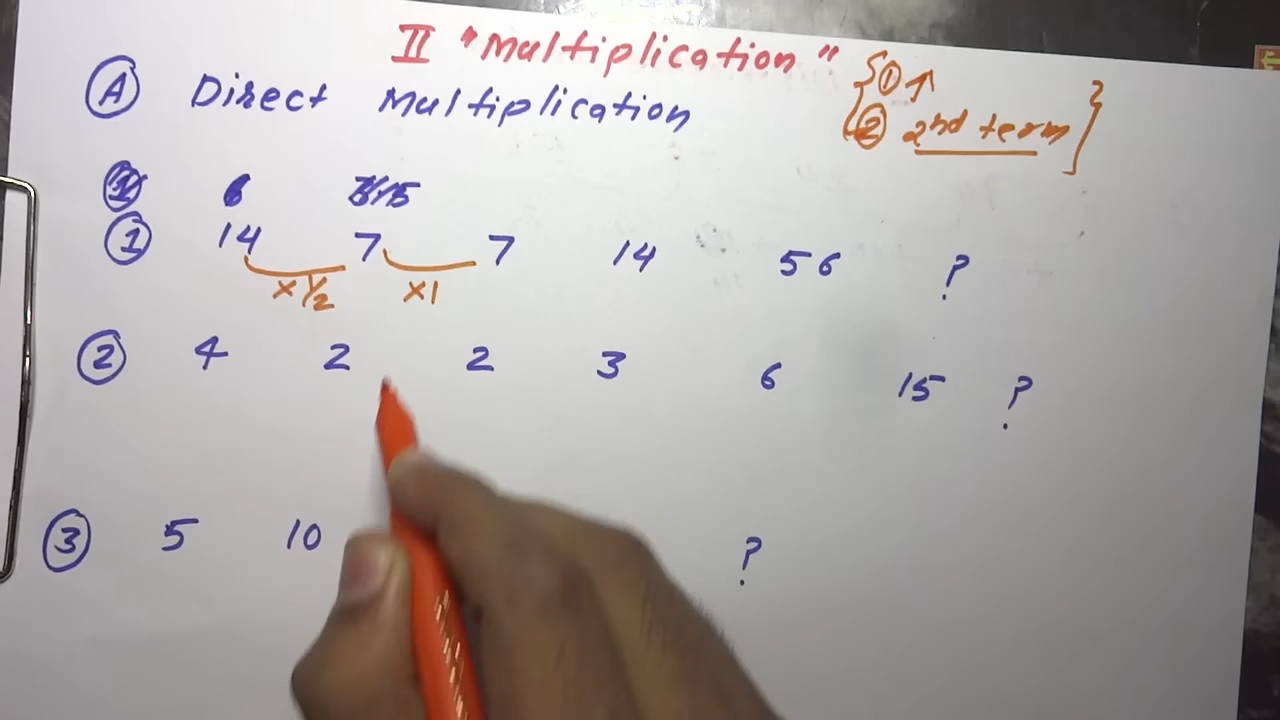 II "Multiplication"
{① ↑
② 2nd term}
Ⓐ Direct Multiplication
① 14 7 7 14 56 ?
×1/2 ×1
② 4 2 2 3 6 15 ?
③ 5 10 ?